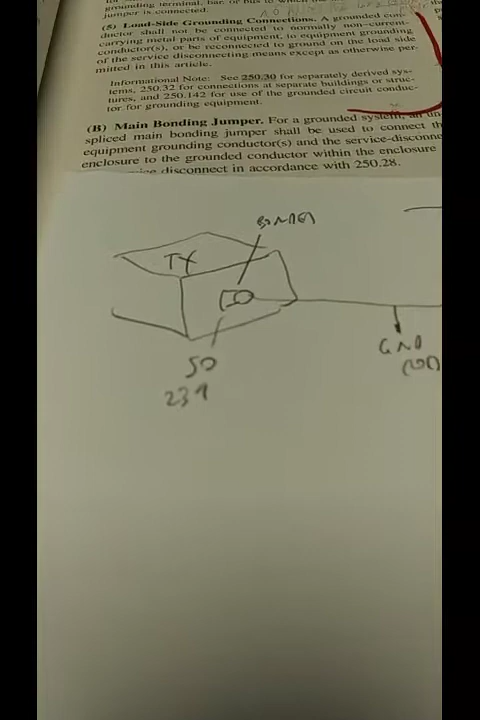 grounding terminal, bar, or bus to which the
jumper is connected.
(5) Load-Side Grounding Connections. A grounded con-
ductor shall not be connected to normally non–current-
carrying metal parts of equipment, to equipment grounding
conductor(s), or be reconnected to ground on the load side
of the service disconnecting means except as otherwise per-
mitted in this article.
Informational Note: See 250.30 for separately derived sys-
tems, 250.32 for connections at separate buildings or struc-
tures, and 250.142 for use of the grounded circuit conduc-
tor for grounding equipment.
(B) Main Bonding Jumper. For a grounded system, an un
spliced main bonding jumper shall be used to connect th
equipment grounding conductor(s) and the service-disconne
enclosure to the grounded conductor within the enclosure
disconnect in accordance with 250.28.
BONDED
TX
GND
SO
239